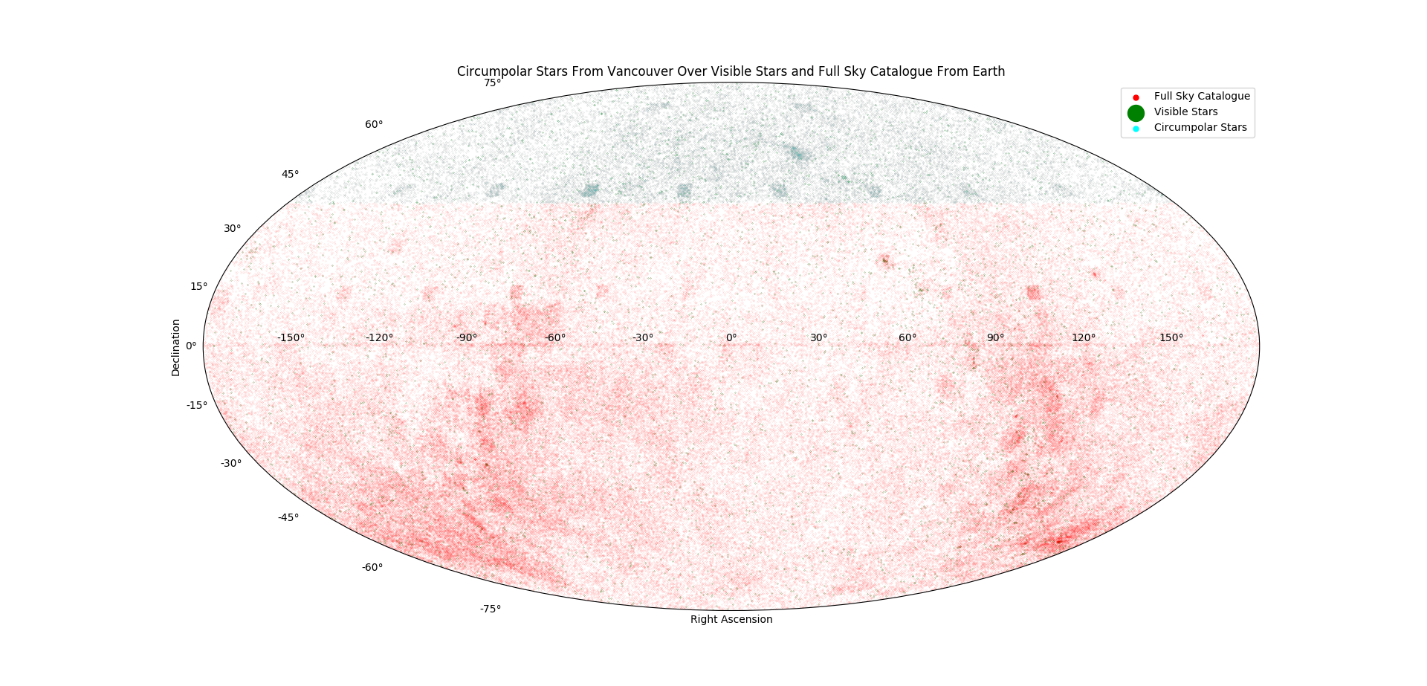 Circumpolar Stars From Vancouver Over Visible Stars and Full Sky Catalogue From Earth
75°
Full Sky Catalogue
Visible Stars
Circumpolar Stars
60°
45°
30°
15°
-150° -120° -90° -60° -30° 0° 30° 60° 90° 120° 150°
0°
Declination
-15°
-30°
-45°
-60°
-75°
Right Ascension